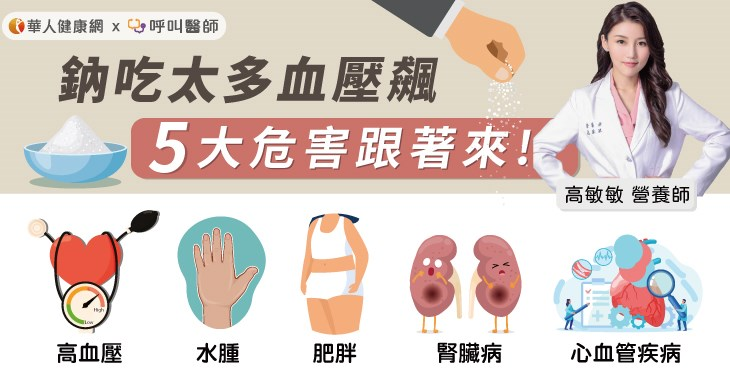 華人健康網 x 呼叫醫師
鈉吃太多血壓飆
5大危害跟著來!
高敏敏 營養師
High
Low
高血壓
水腫
肥胖
腎臟病
心血管疾病